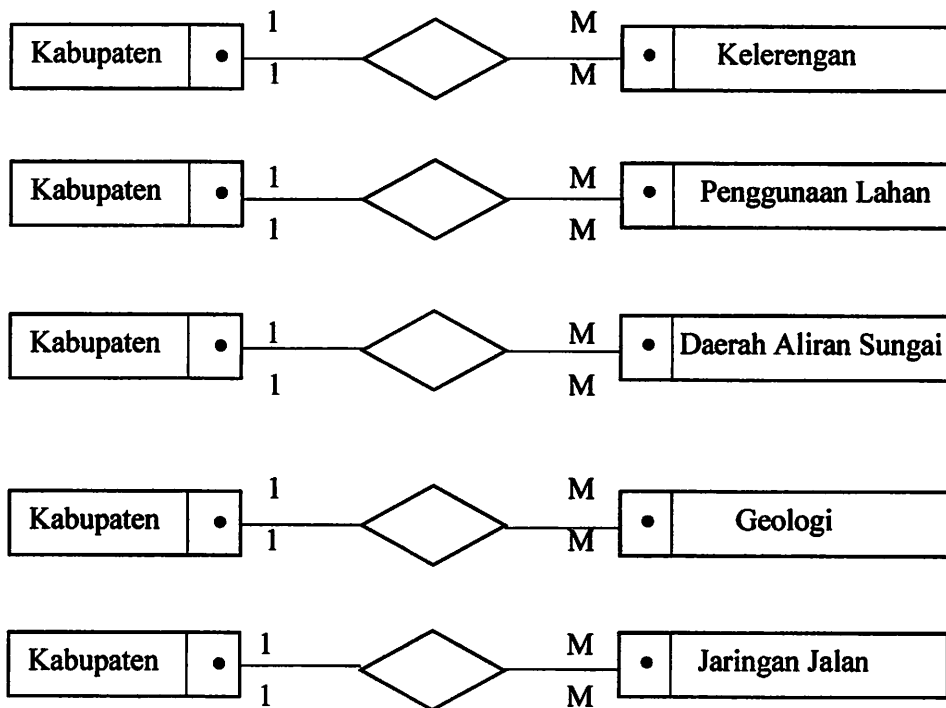 1 M
Kabupaten Kelerengan
1 M
1 M
Kabupaten Penggunaan Lahan
1 M
1 M
Kabupaten Daerah Aliran Sungai
1 M
1 M
Kabupaten Geologi
1 M
1 M
Kabupaten Jaringan Jalan
1 M